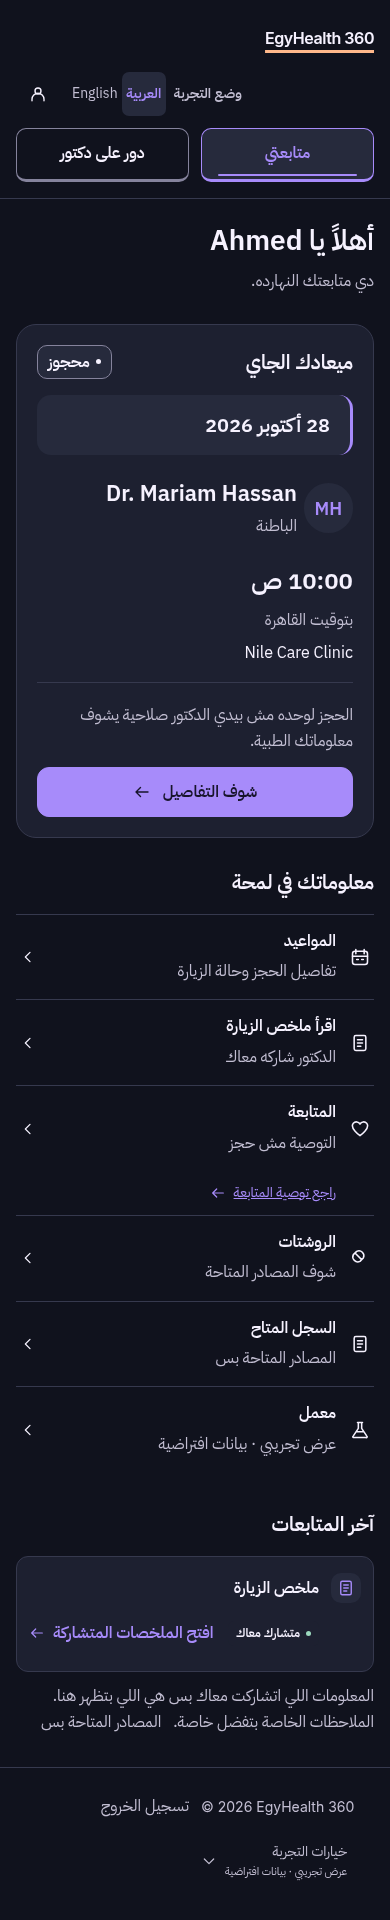 EgyHealth 360
وضع التجربة
العربية
English
متابعتي
دور على دكتور
أهلاً يا Ahmed
دي متابعتك النهارده.
ميعادك الجاي
محجوز
28 أكتوبر 2026
MH
Dr. Mariam Hassan
الباطنة
10:00 ص
بتوقيت القاهرة
Nile Care Clinic
الحجز لوحده مش بيدي الدكتور صلاحية يشوف
معلوماتك الطبية.
شوف التفاصيل
معلوماتك في لمحة
المواعيد
تفاصيل الحجز وحالة الزيارة
اقرأ ملخص الزيارة
الدكتور شاركه معاك
المتابعة
التوصية مش حجز
راجع توصية المتابعة
الروشتات
شوف المصادر المتاحة
السجل المتاح
المصادر المتاحة بس
معمل
عرض تجريبي · بيانات افتراضية
آخر المتابعات
ملخص الزيارة
متشارك معاك
افتح الملخصات المتشاركة
المعلومات اللي اتشاركت معاك بس هي اللي بتظهر هنا.
الملاحظات الخاصة بتفضل خاصة. المصادر المتاحة بس
© 2026 EgyHealth 360
تسجيل الخروج
خيارات التجربة
عرض تجريبي · بيانات افتراضية